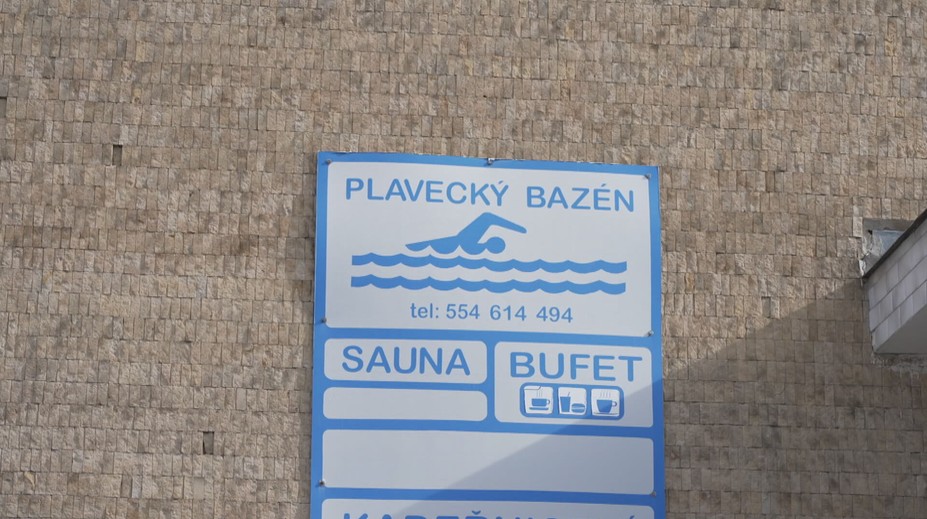 PLAVECKÝ BAZÉN
tel: 554 614 494
SAUNA
BUFET